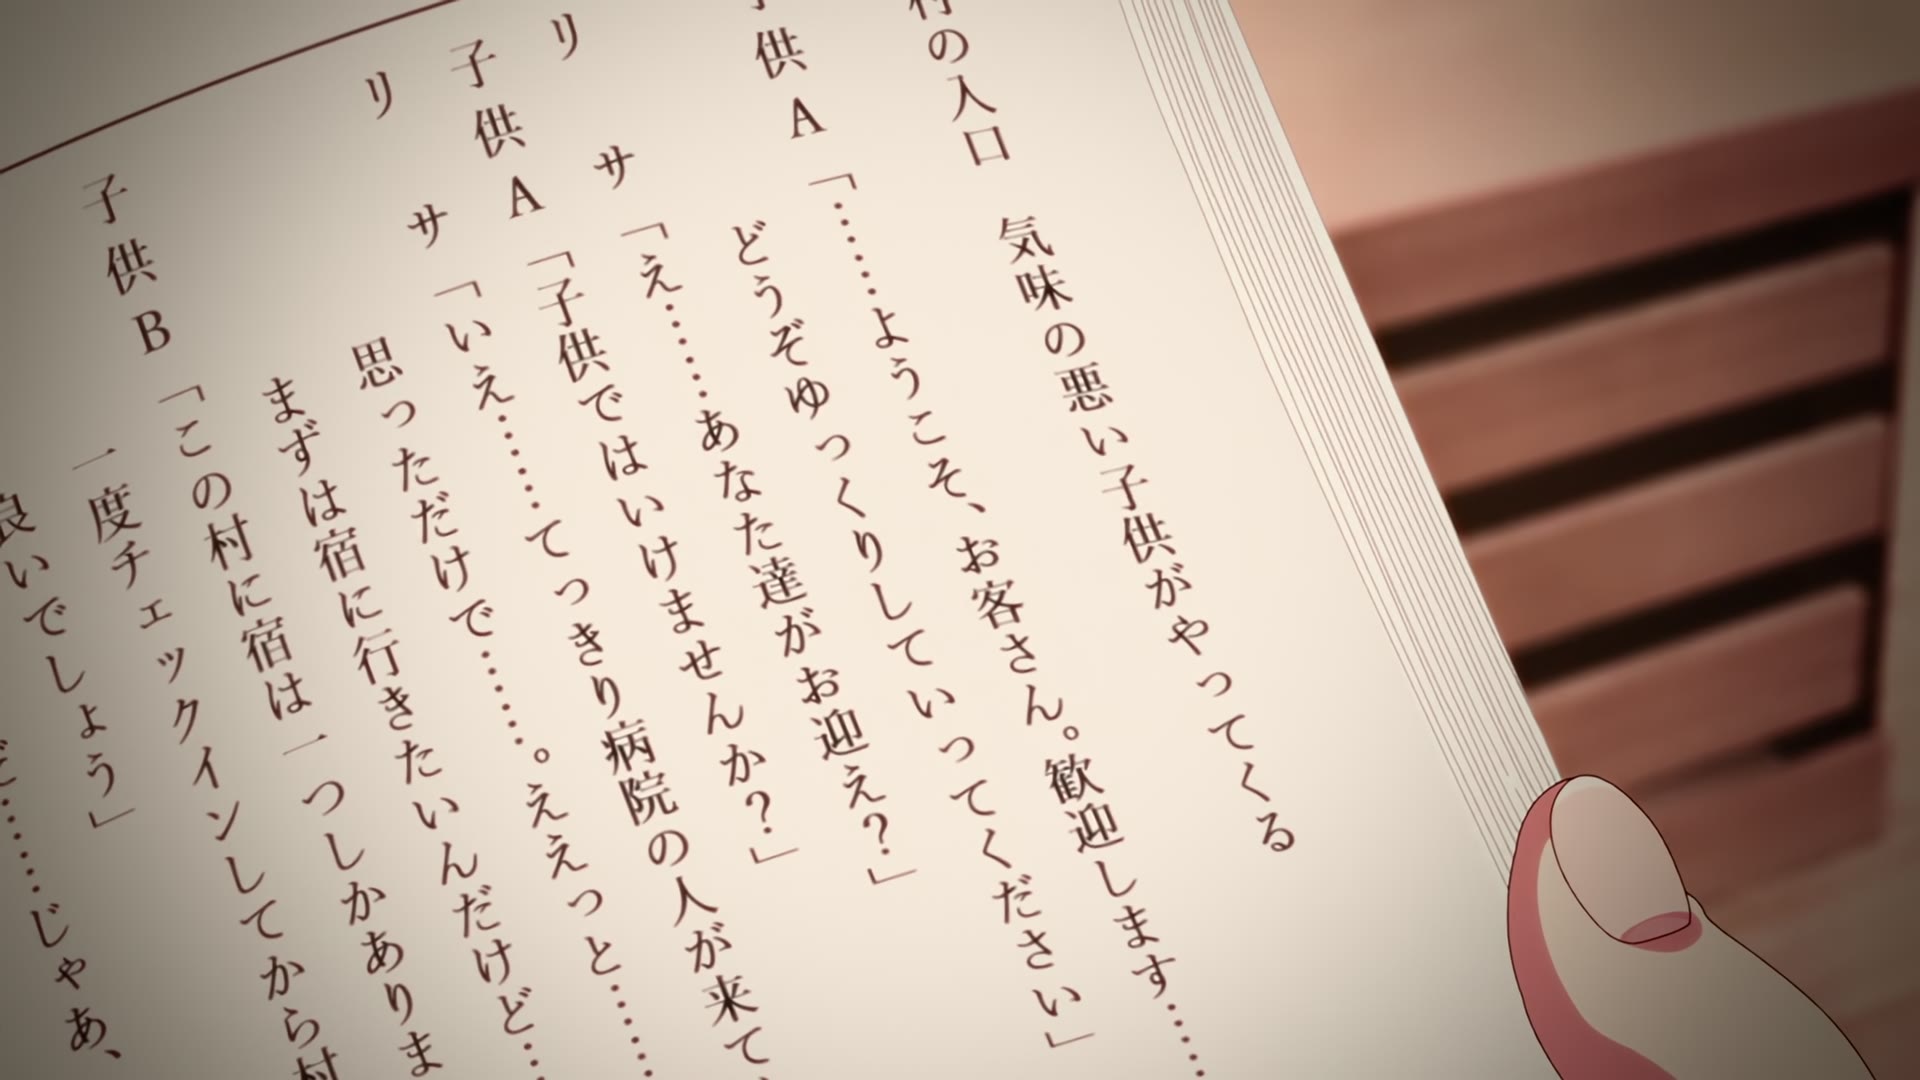 村の入口　気味の悪い子供がやってくる
子供A「……ようこそ、お客さん。歓迎します……
どうぞゆっくりしていってください」
リサ「え……あなた達がお迎え？」
子供A「子供ではいけませんか？」
リサ「いえ……てっきり病院の人が来て、
思っただけで……。ええっと……
まずは宿に行きたいんだけど…
子供B「この村に宿は一つしかありま
一度チェックインしてから村
良いでしょう」
……じゃあ、